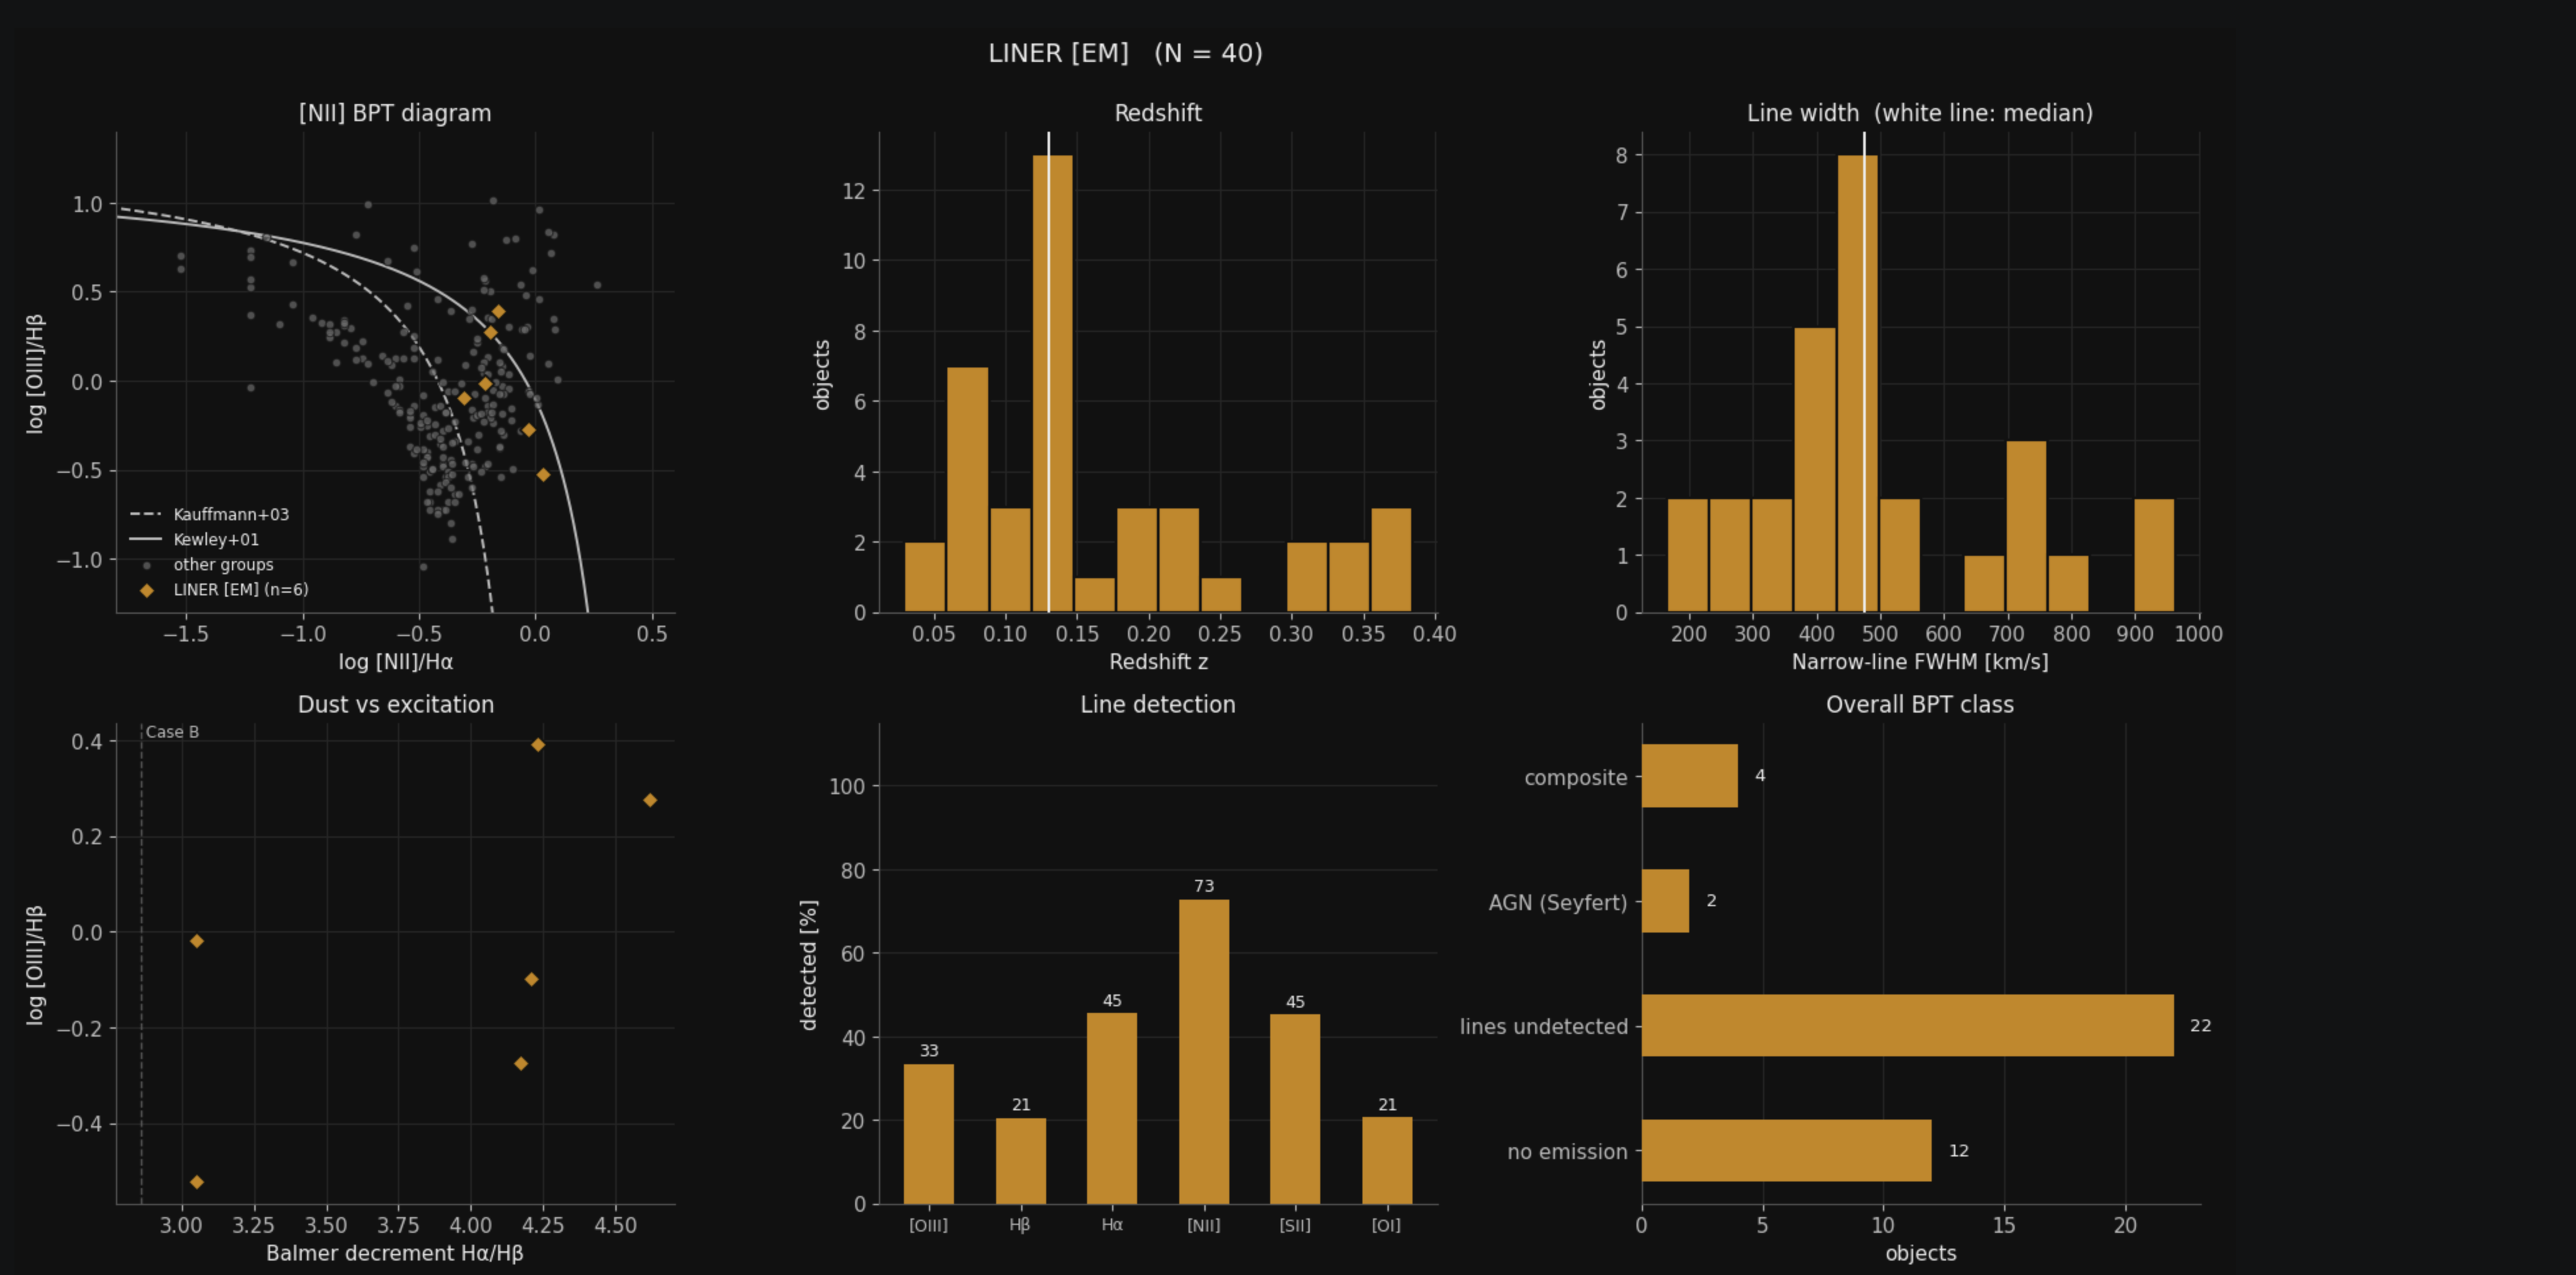 LINER [EM]   (N = 40)
[NII] BPT diagram
log [OIII]/Hβ
1.0
0.5
0.0
−0.5
−1.0
Kauffmann+03
Kewley+01
other groups
LINER [EM] (n=6)
−1.5 −1.0 −0.5 0.0 0.5
log [NII]/Hα
Redshift
objects
12
10
8
6
4
2
0
0.05 0.10 0.15 0.20 0.25 0.30 0.35 0.40
Redshift z
Line width  (white line: median)
objects
8
7
6
5
4
3
2
1
0
200 300 400 500 600 700 800 900 1000
Narrow-line FWHM [km/s]
Dust vs excitation
log [OIII]/Hβ
Case B
0.4
0.2
0.0
−0.2
−0.4
3.00 3.25 3.50 3.75 4.00 4.25 4.50
Balmer decrement Hα/Hβ
Line detection
detected [%]
100
80
60
40
20
0
33 21 45 73 45 21
[OIII] Hβ Hα [NII] [SII] [OI]
Overall BPT class
composite 4
AGN (Seyfert) 2
lines undetected 22
no emission 12
0 5 10 15 20
objects